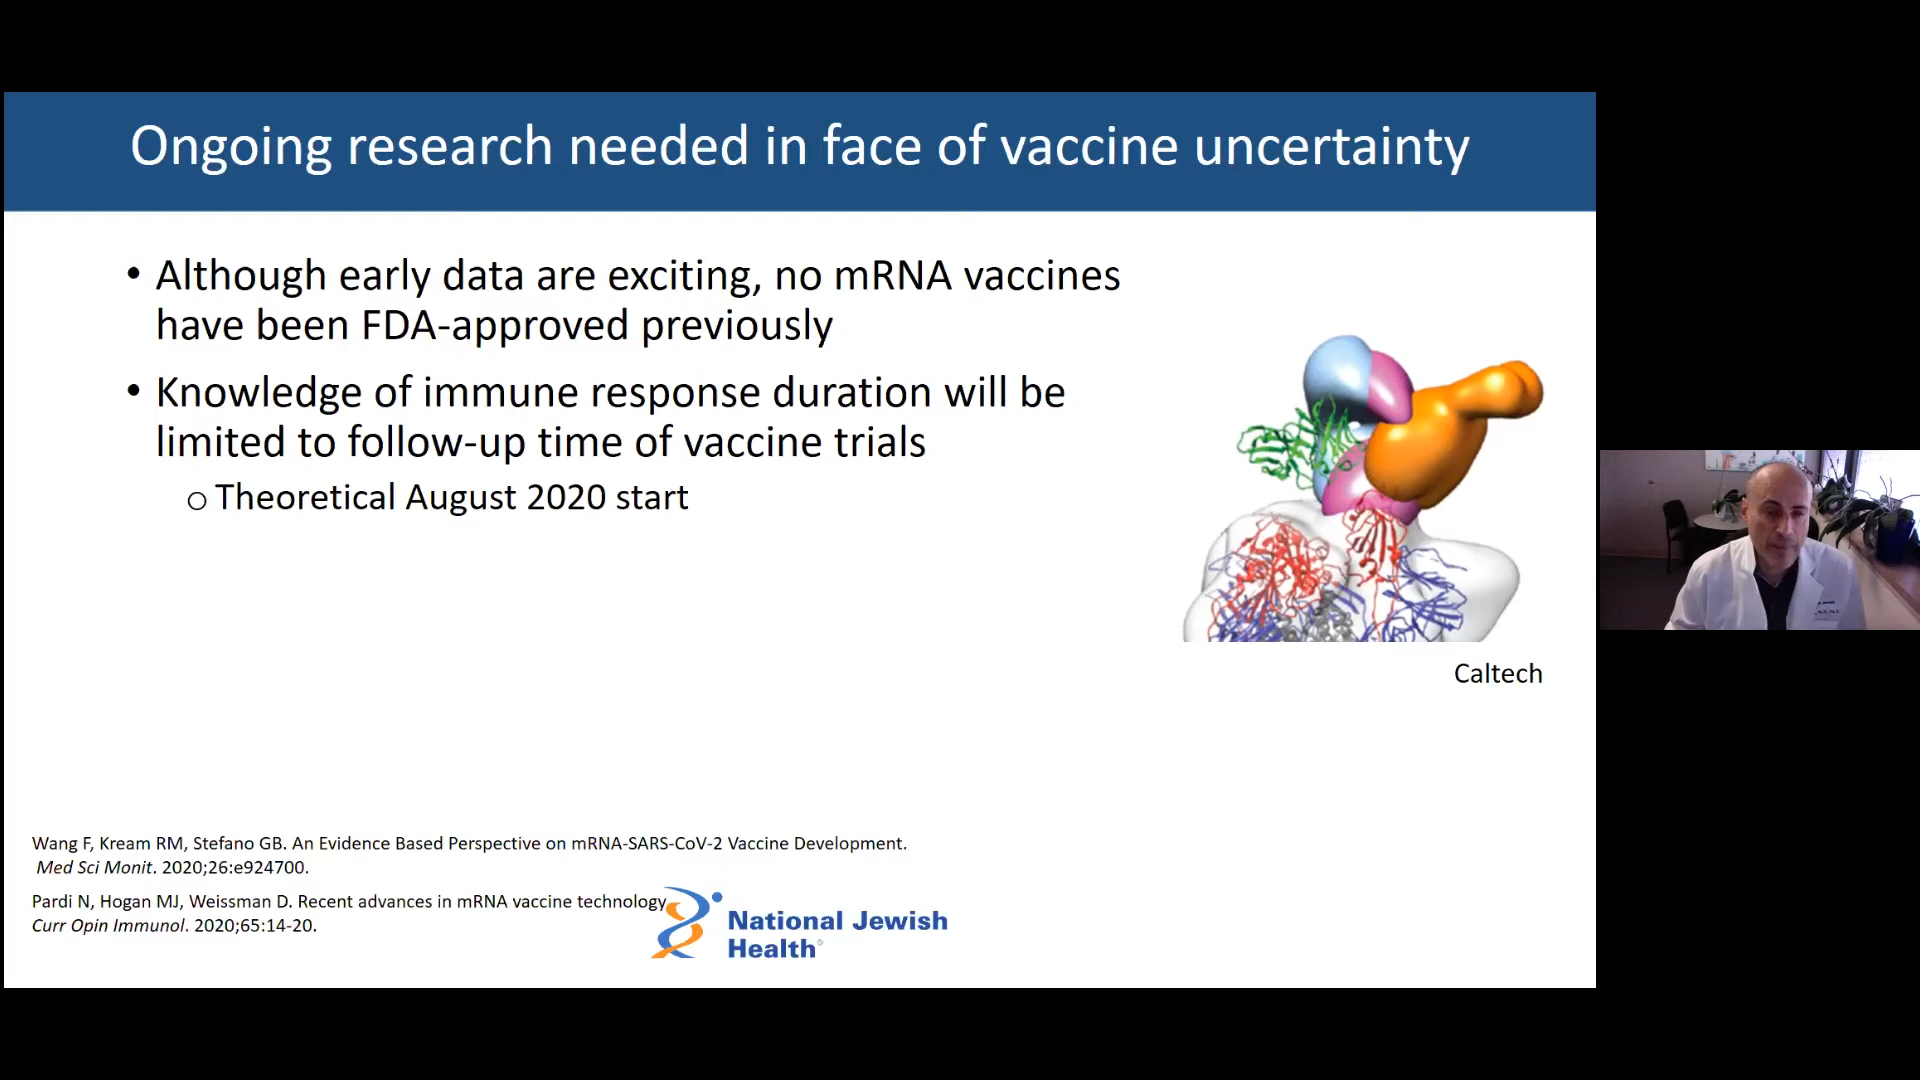 Ongoing research needed in face of vaccine uncertainty
• Although early data are exciting, no mRNA vaccines
have been FDA-approved previously
• Knowledge of immune response duration will be
limited to follow-up time of vaccine trials
o Theoretical August 2020 start
Caltech
Wang F, Kream RM, Stefano GB. An Evidence Based Perspective on mRNA-SARS-CoV-2 Vaccine Development.
Med Sci Monit. 2020;26:e924700.
Pardi N, Hogan MJ, Weissman D. Recent advances in mRNA vaccine technology
Curr Opin Immunol. 2020;65:14-20.
National Jewish
Health®